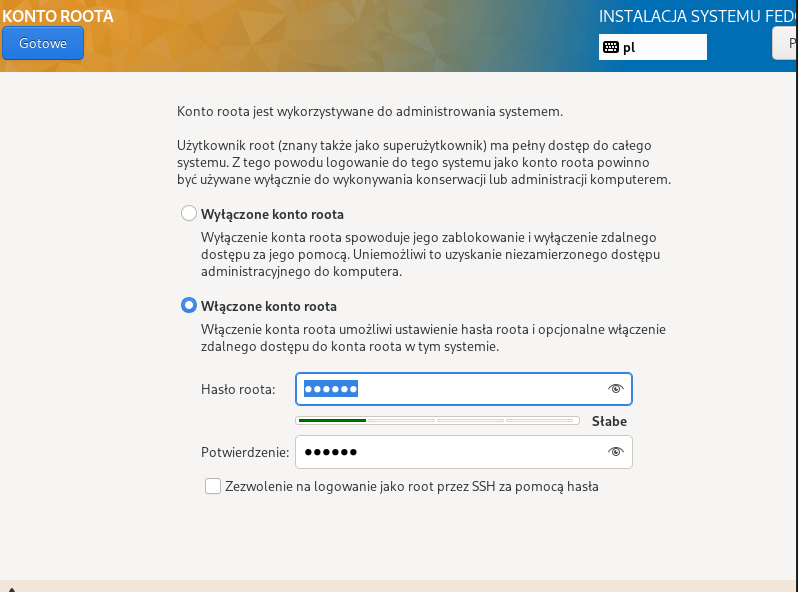 KONTO ROOTA
INSTALACJA SYSTEMU FED
Gotowe
pl
P
Konto roota jest wykorzystywane do administrowania systemem.
Użytkownik root (znany także jako superużytkownik) ma pełny dostęp do całego
systemu. Z tego powodu logowanie do tego systemu jako konto roota powinno
być używane wyłącznie do wykonywania konserwacji lub administracji komputerem.
Wyłączone konto roota
Wyłączenie konta roota spowoduje jego zablokowanie i wyłączenie zdalnego
dostępu za jego pomocą. Uniemożliwi to uzyskanie niezamierzonego dostępu
administracyjnego do komputera.
Włączone konto roota
Włączenie konta roota umożliwi ustawienie hasła roota i opcjonalne włączenie
zdalnego dostępu do konta roota w tym systemie.
Hasło roota: ●●●●●●
Słabe
Potwierdzenie: ●●●●●●
Zezwolenie na logowanie jako root przez SSH za pomocą hasła